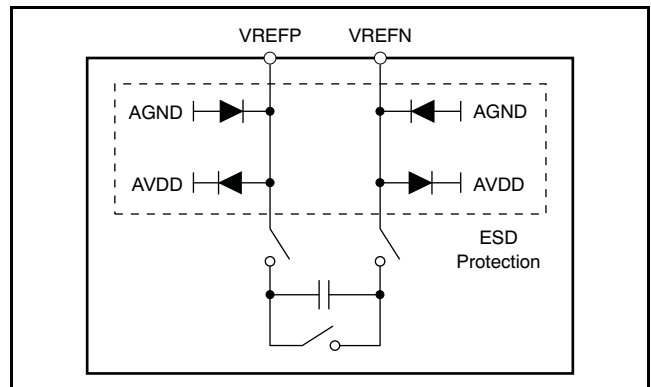 VREFP VREFN
AGND AGND
AVDD AVDD
ESD
Protection